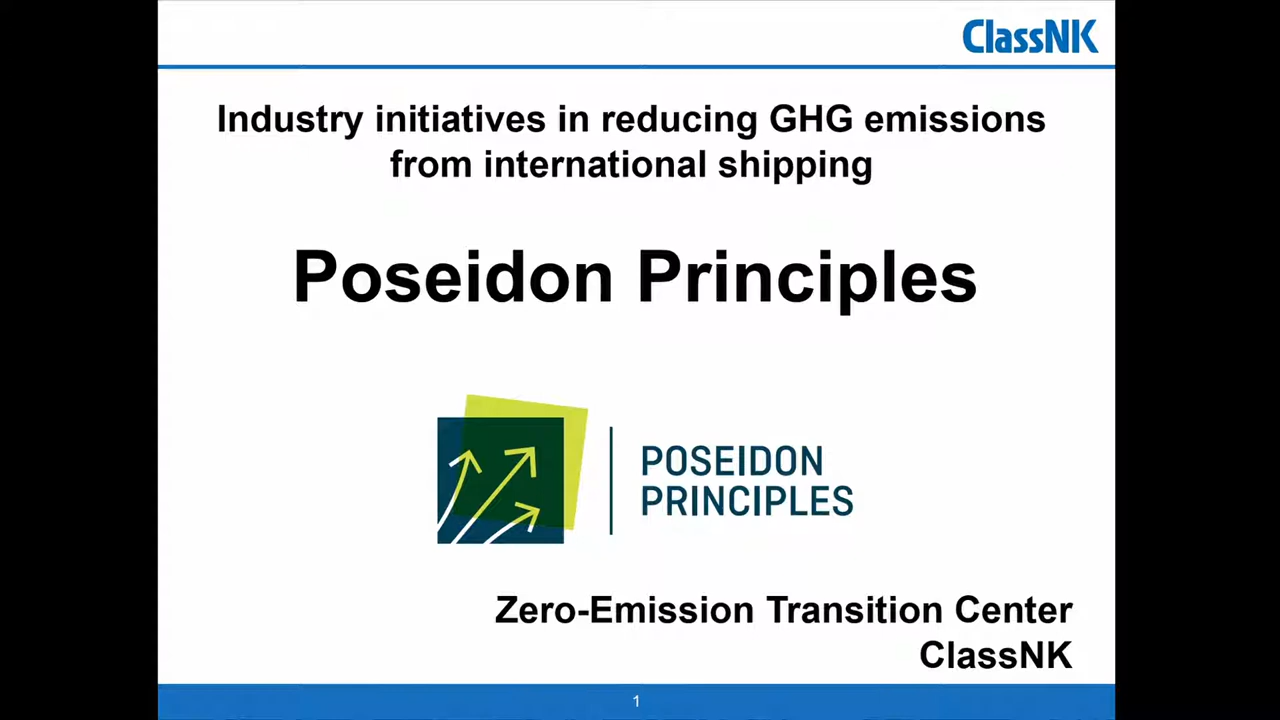 ClassNK
Industry initiatives in reducing GHG emissions
from international shipping
Poseidon Principles
POSEIDON
PRINCIPLES
Zero-Emission Transition Center
ClassNK
1